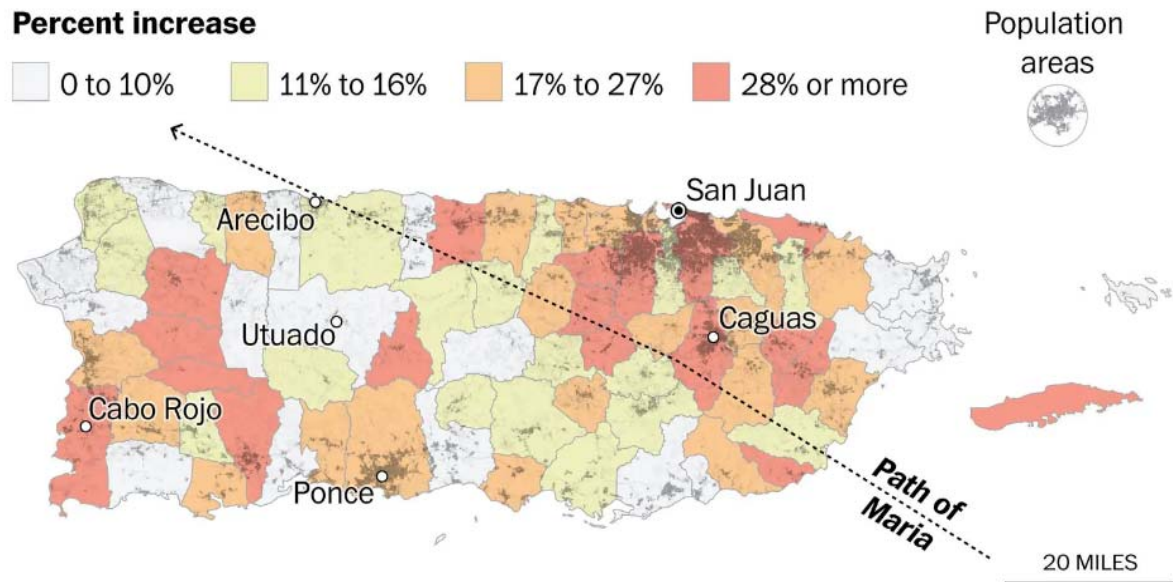 Percent increase
0 to 10%
11% to 16%
17% to 27%
28% or more
Population
areas
San Juan
Arecibo
Utuado
Caguas
Cabo Rojo
Ponce
Path of
Maria
20 MILES